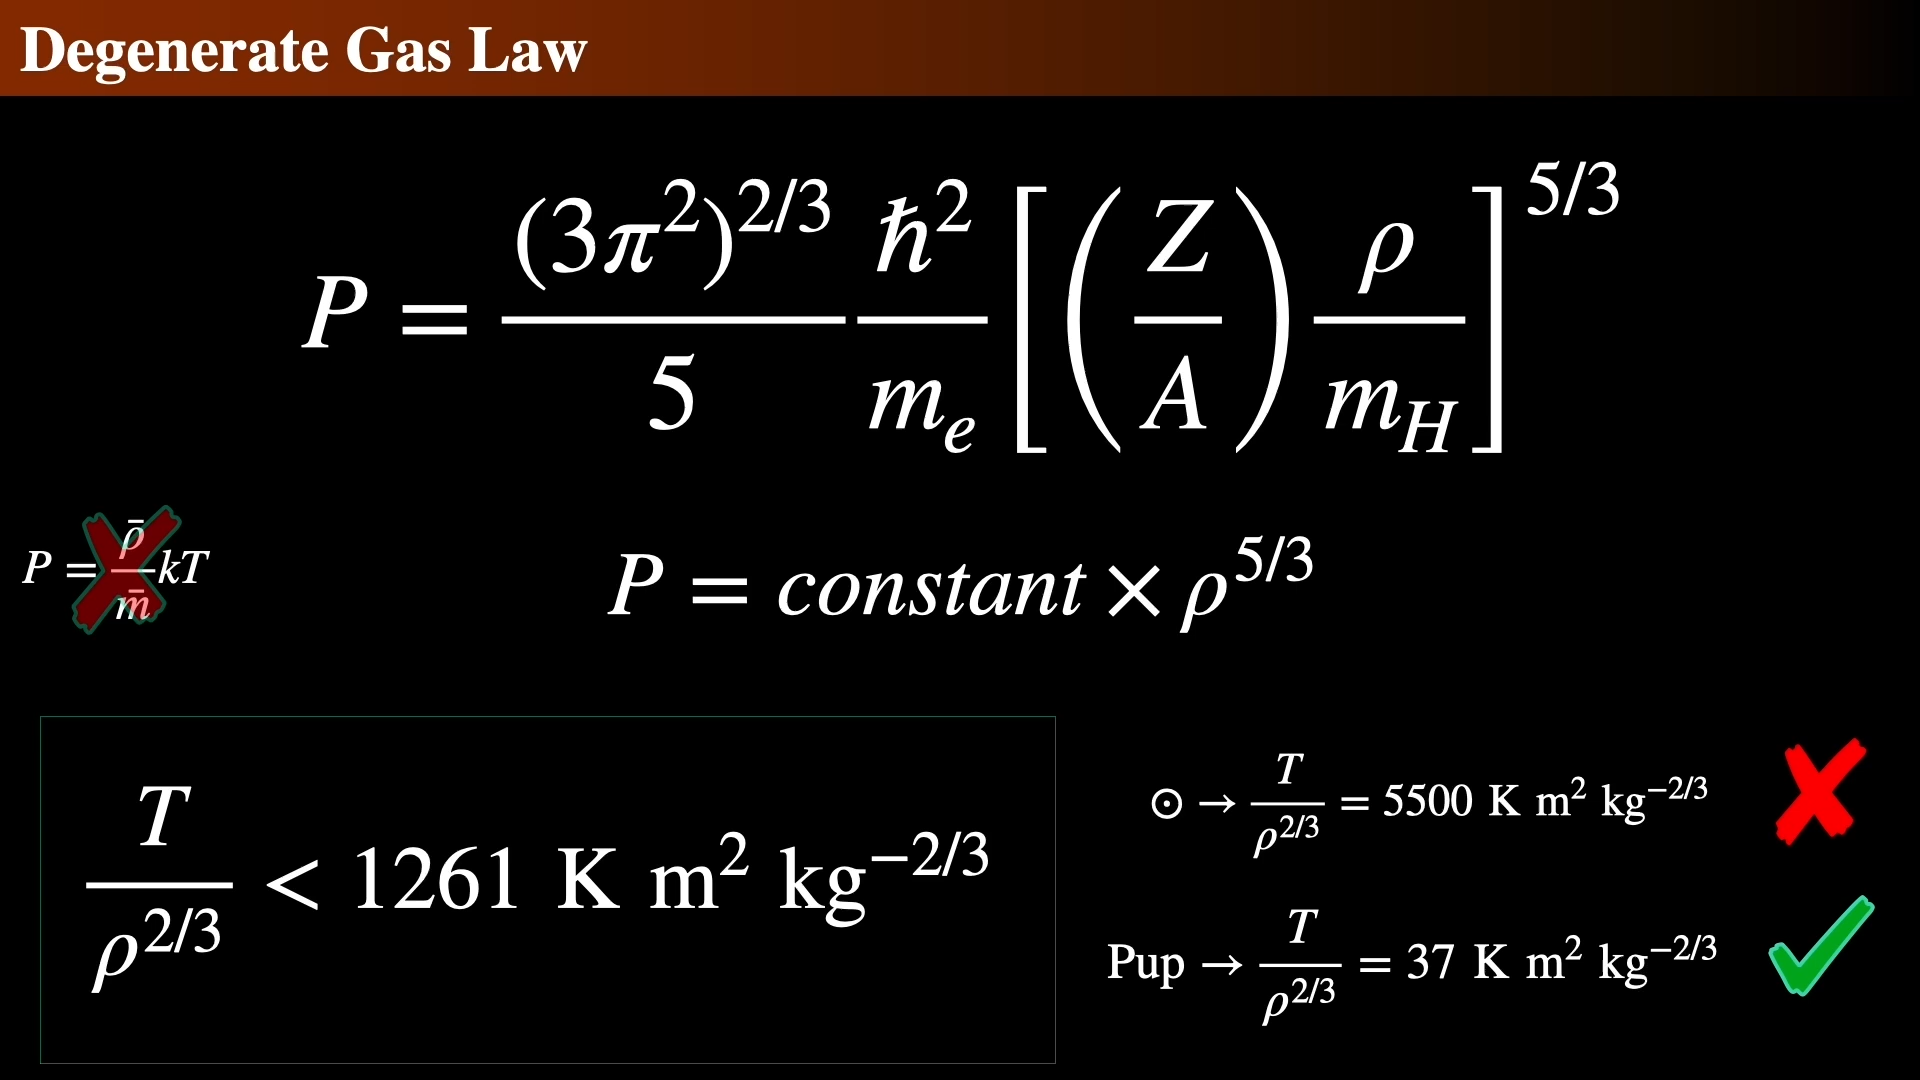 Degenerate Gas Law
P = (3π²)^{2/3}/5 ħ²/m_e [(Z/A) ρ/m_H]^{5/3}
P = ρ̄/m̄ kT
P = constant × ρ^{5/3}
T/ρ^{2/3} < 1261 K m² kg^{−2/3}
⊙ → T/ρ^{2/3} = 5500 K m² kg^{−2/3}
Pup → T/ρ^{2/3} = 37 K m² kg^{−2/3}